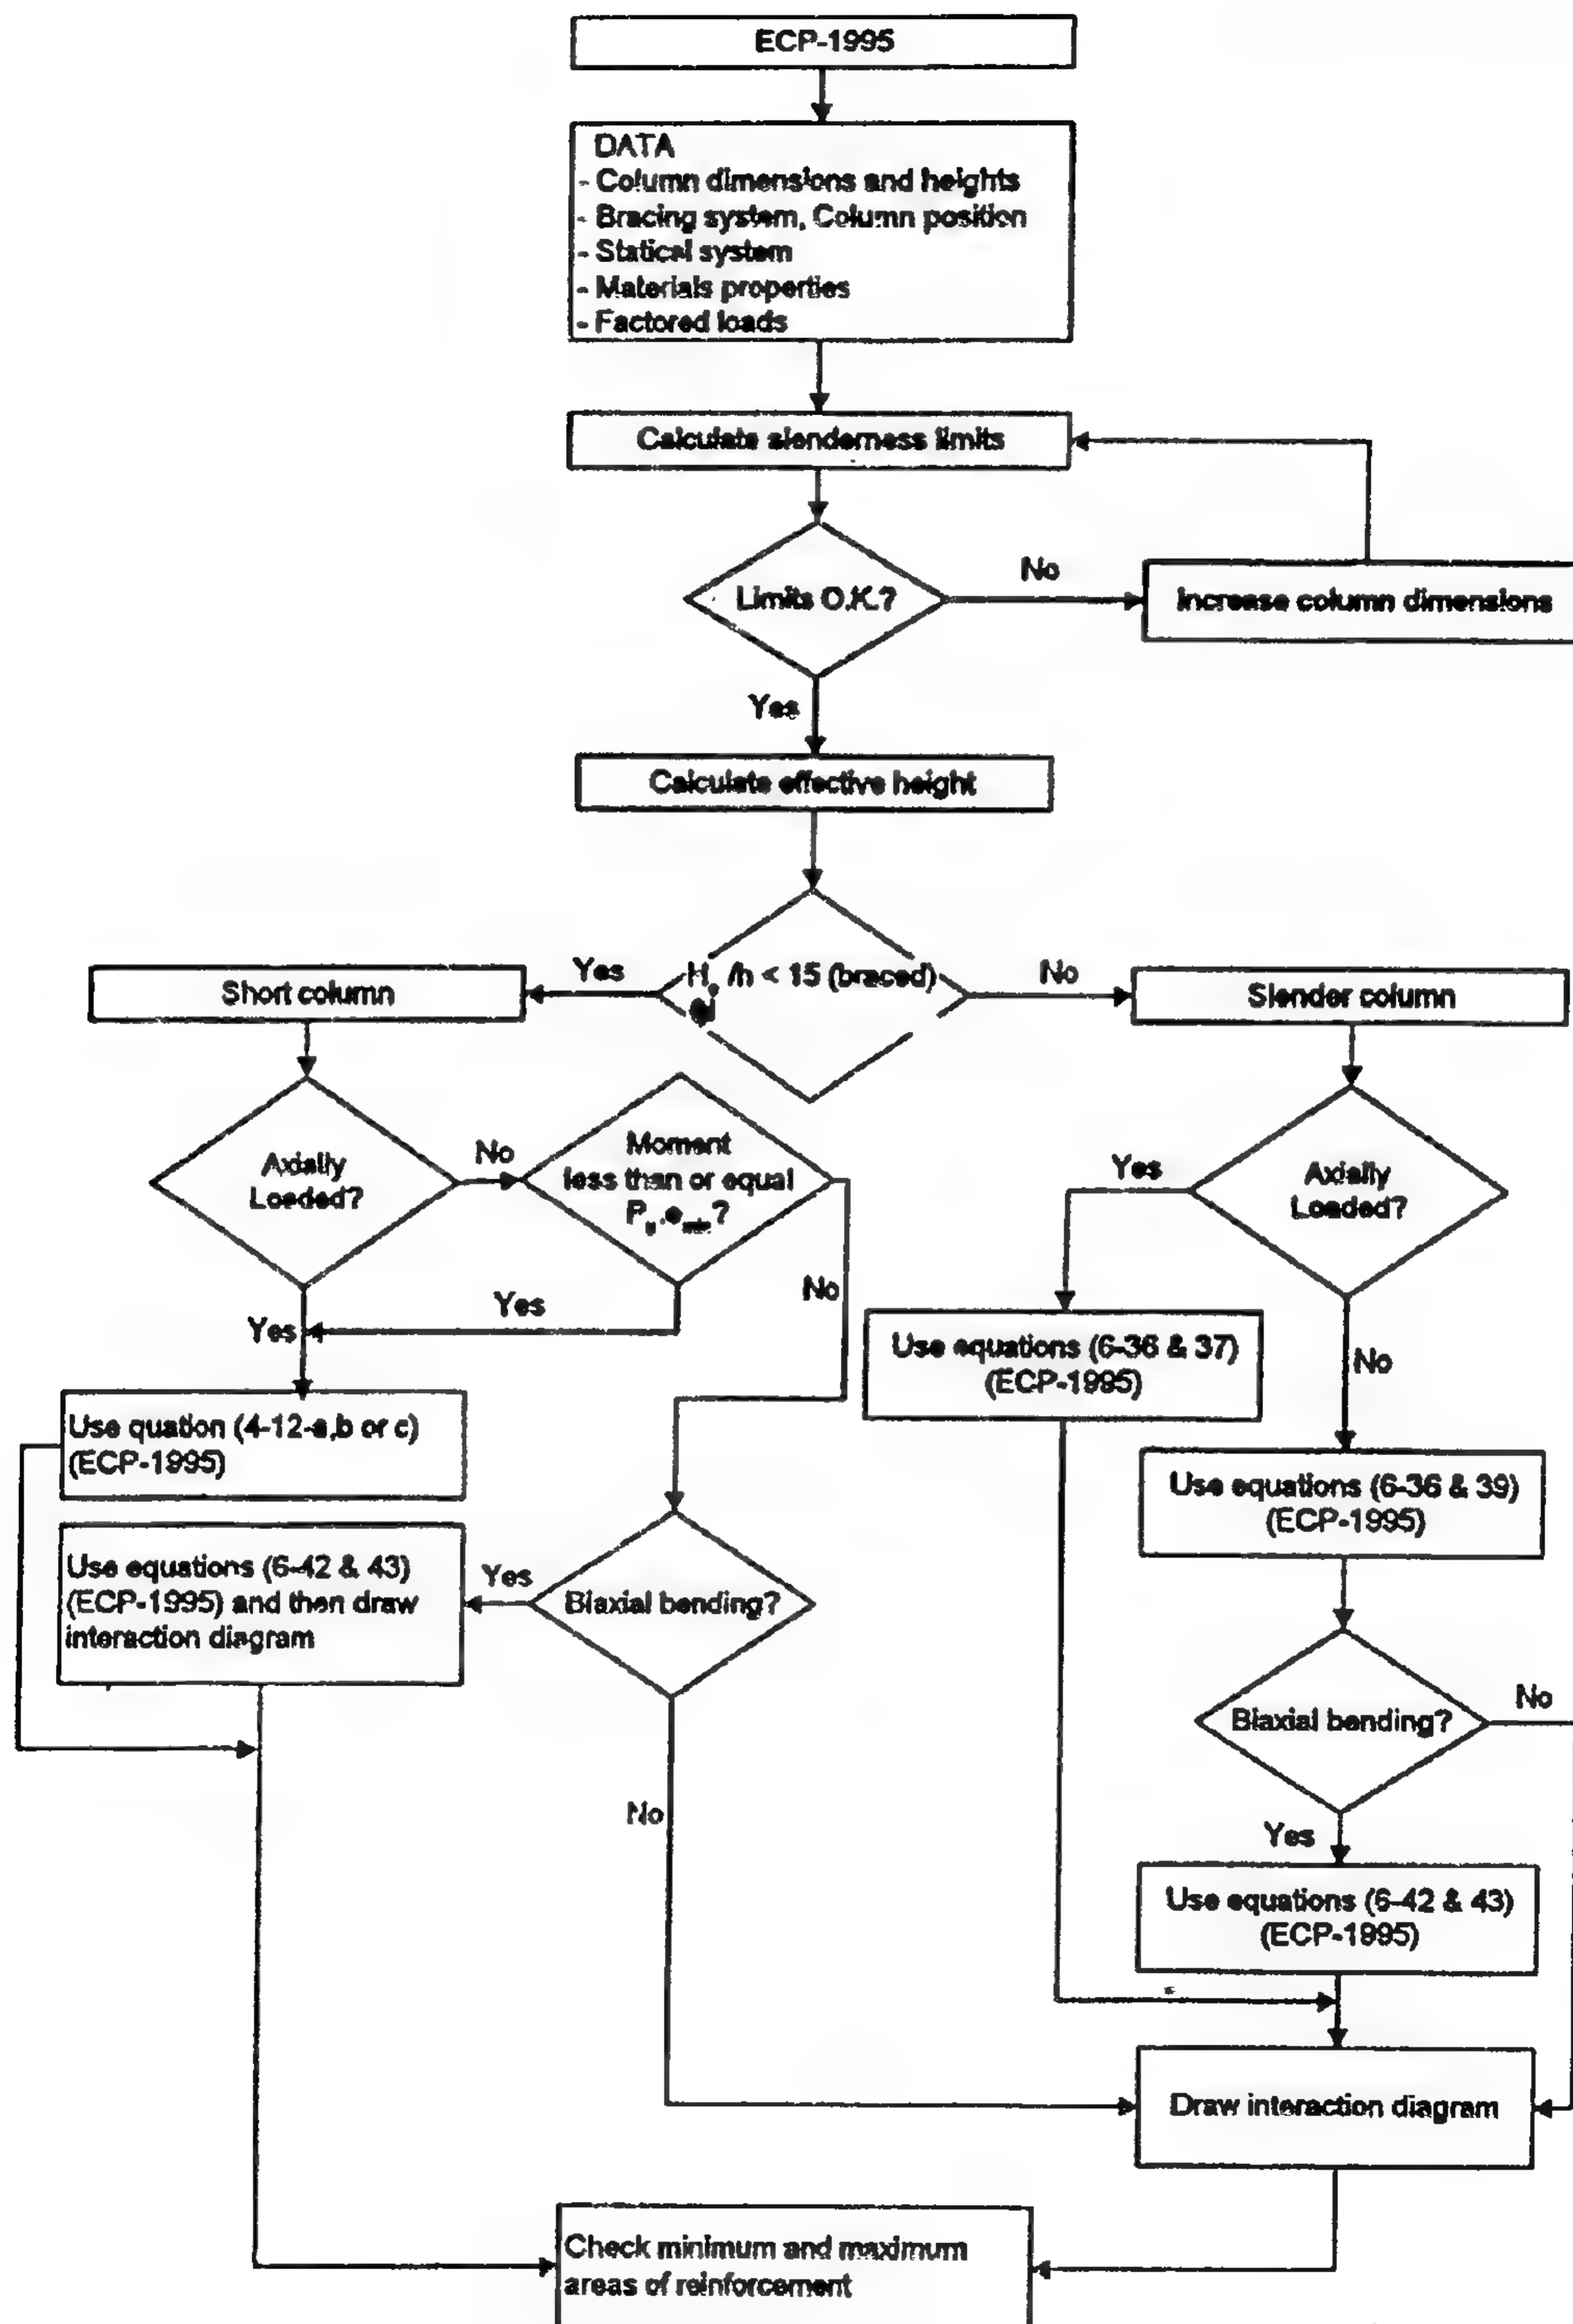 ECP-1995
DATA
- Column dimensions and heights
- Bracing system, Column position
- Statical system
- Materials properties
- Factored loads
Calculate slenderness limits
Limits O.K.?
No
Increase column dimensions
Yes
Calculate effective height
H /h < 15 (braced)
Yes
No
Short column
Slender column
Axially
Loaded?
No
Moment
less than or equal
?
Yes
Axially
Loaded?
Yes
Yes
No
Use equations (6-36 & 37)
(ECP-1995)
No
Use quation (4-12-a,b or c)
(ECP-1995)
Use equations (6-36 & 39)
(ECP-1995)
Use equations (6-42 & 43)
(ECP-1995) and then draw
interaction diagram
Yes
Biaxial bending?
Biaxial bending?
No
No
Yes
Use equations (6-42 & 43)
(ECP-1995)
Draw interaction diagram
Check minimum and maximum
areas of reinforcement